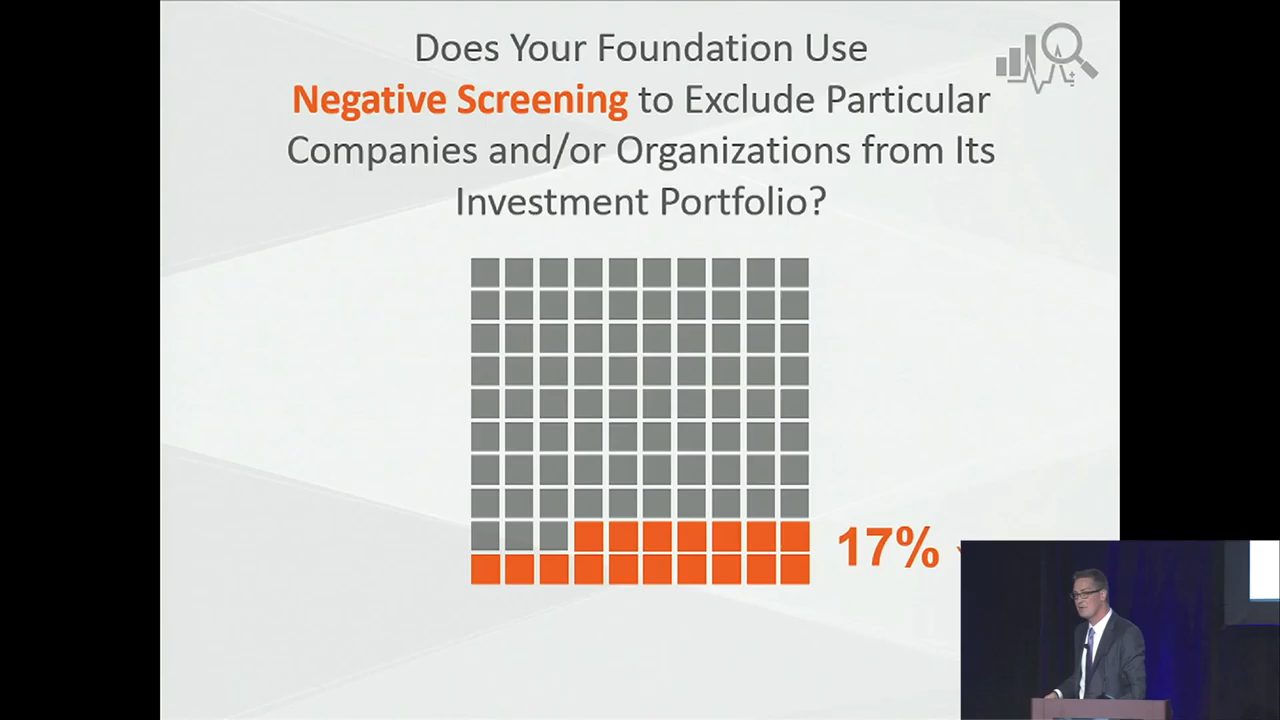 Does Your Foundation Use
Negative Screening to Exclude Particular
Companies and/or Organizations from Its
Investment Portfolio?
17%